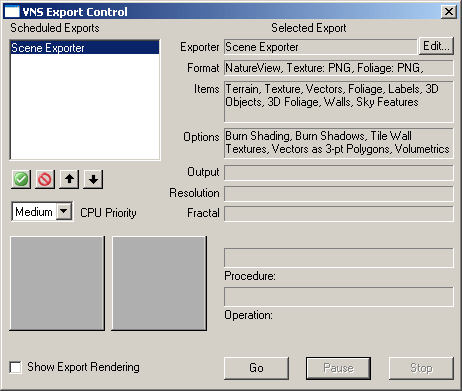 VNS Export Control
Scheduled Exports
Selected Export
Scene Exporter
Exporter Scene Exporter Edit...
Format NatureView, Texture: PNG, Foliage: PNG,
Items Terrain, Texture, Vectors, Foliage, Labels, 3D
Objects, 3D Foliage, Walls, Sky Features
Options Burn Shading, Burn Shadows, Tile Wall
Textures, Vectors as 3-pt Polygons, Volumetrics
Output
Resolution
Fractal
Medium CPU Priority
Procedure:
Operation:
Show Export Rendering
Go Pause Stop